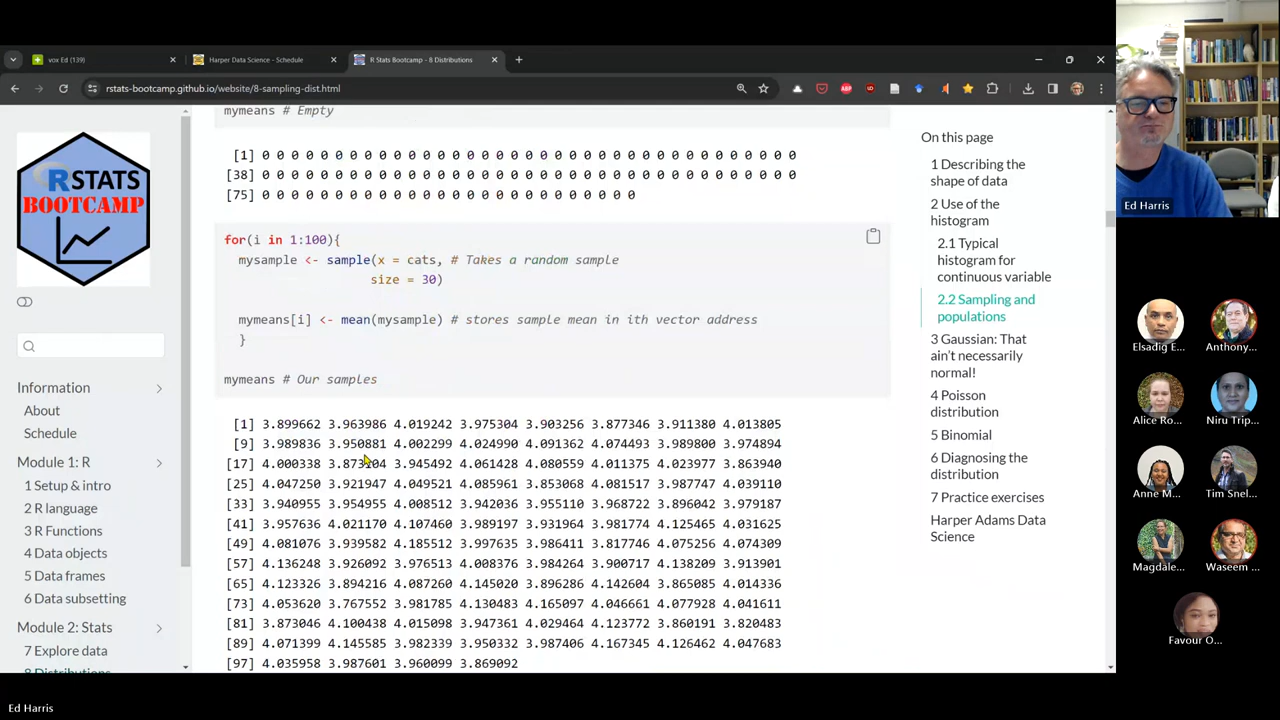 vox Ed (139)
Harper Data Science - Schedule
R Stats Bootcamp - 8 Distributions
rstats-bootcamp.github.io/website/8-sampling-dist.html
mymeans # Empty
[1] 0 0 0 0 0 0 0 0 0 0 0 0 0 0 0 0 0 0 0 0 0 0 0 0 0 0 0 0 0 0 0 0 0 0 0 0 0
[38] 0 0 0 0 0 0 0 0 0 0 0 0 0 0 0 0 0 0 0 0 0 0 0 0 0 0 0 0 0 0 0 0 0 0 0 0 0
[75] 0 0 0 0 0 0 0 0 0 0 0 0 0 0 0 0 0 0 0 0 0 0 0 0 0 0
for(i in 1:100){
mysample <- sample(x = cats, # Takes a random sample
size = 30)
mymeans[i] <- mean(mysample) # stores sample mean in ith vector address
}
mymeans # Our samples
[1] 3.899662 3.963986 4.019242 3.975304 3.903256 3.877346 3.911380 4.013805
[9] 3.989836 3.950881 4.002299 4.024990 4.091362 4.074493 3.989800 3.974894
[17] 4.000338 3.945492 4.061428 4.080559 4.011375 4.023977 3.863940
[25] 4.047250 3.921947 4.049521 4.085961 3.853068 4.081517 3.987747 4.039110
[33] 3.940955 3.954955 4.008512 3.942036 3.955110 3.968722 3.896042 3.979187
[41] 3.957636 4.021170 4.107460 3.989197 3.931964 3.981774 4.125465 4.031625
[49] 4.081076 3.939582 4.185512 3.997635 3.986411 3.817746 4.075256 4.074309
[57] 4.136248 3.926092 3.976513 4.008376 3.984264 3.900717 4.138209 3.913901
[65] 4.123326 3.894216 4.087260 4.145020 3.926286 4.142604 3.865085 4.014336
[73] 4.053620 3.767552 3.981785 4.130483 4.165097 4.046661 4.077928 4.041611
[81] 3.873046 4.100438 4.015098 3.947361 4.029464 4.123772 3.860191 3.820483
[89] 4.071399 4.145585 3.982339 3.950332 3.987406 4.167345 4.126462 4.047683
[97] 4.035958 3.987601 3.960099 3.869092
RSTATS
BOOTCAMP
Information
About
Schedule
Module 1: R
1 Setup & intro
2 R language
3 R Functions
4 Data objects
5 Data frames
6 Data subsetting
Module 2: Stats
7 Explore data
8 Distributions
On this page
1 Describing the
shape of data
2 Use of the
histogram
2.1 Typical
histogram for
continuous variable
2.2 Sampling and
populations
3 Gaussian: That
ain't necessarily
normal!
4 Poisson
distribution
5 Binomial
6 Diagnosing the
distribution
7 Practice exercises
Harper Adams Data
Science
Ed Harris
Elsadig E...
Anthony...
Alice Ro...
Niru Trip...
Anne M...
Tim Snel...
Magdale...
Waseem ...
Favour O...
Ed Harris